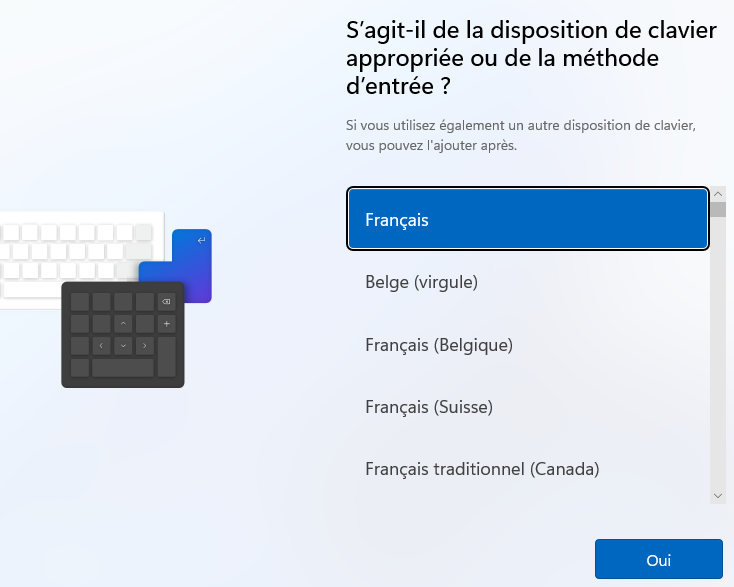 S’agit-il de la disposition de clavier
appropriée ou de la méthode
d’entrée ?
Si vous utilisez également un autre disposition de clavier,
vous pouvez l'ajouter après.
Français
Belge (virgule)
Français (Belgique)
Français (Suisse)
Français traditionnel (Canada)
Oui